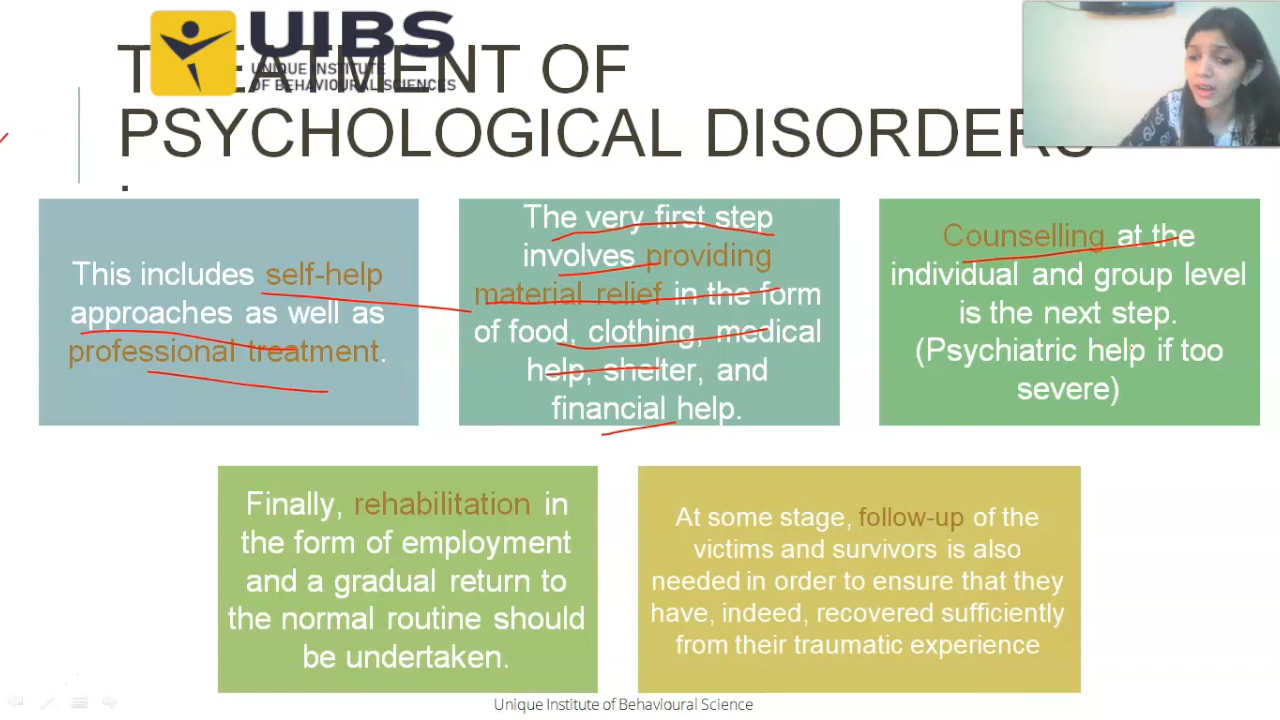 UIBS
UNIQUE INSTITUTE
OF BEHAVIOURAL SCIENCES
TREATMENT OF
PSYCHOLOGICAL DISORDERS
:
This includes self-help
approaches as well as
professional treatment.
The very first step
involves providing
material relief in the form
of food, clothing, medical
help, shelter, and
financial help.
Counselling at the
individual and group level
is the next step.
(Psychiatric help if too
severe)
Finally, rehabilitation in
the form of employment
and a gradual return to
the normal routine should
be undertaken.
At some stage, follow-up of the
victims and survivors is also
needed in order to ensure that they
have, indeed, recovered sufficiently
from their traumatic experience
Unique Institute of Behavioural Science